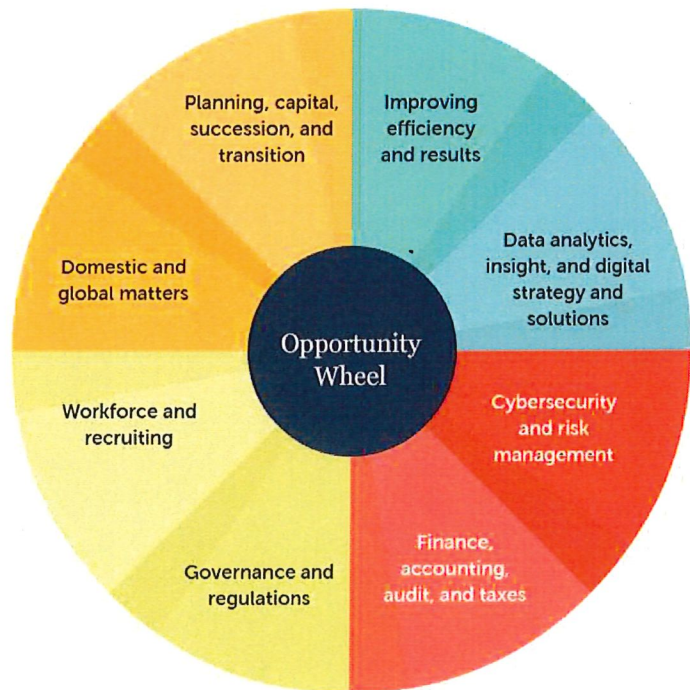 Planning, capital,
succession, and
transition
Improving
efficiency
and results
Data analytics,
insight, and digital
strategy and
solutions
Cybersecurity
and risk
management
Finance,
accounting,
audit, and taxes
Governance and
regulations
Workforce and
recruiting
Domestic and
global matters
Opportunity
Wheel